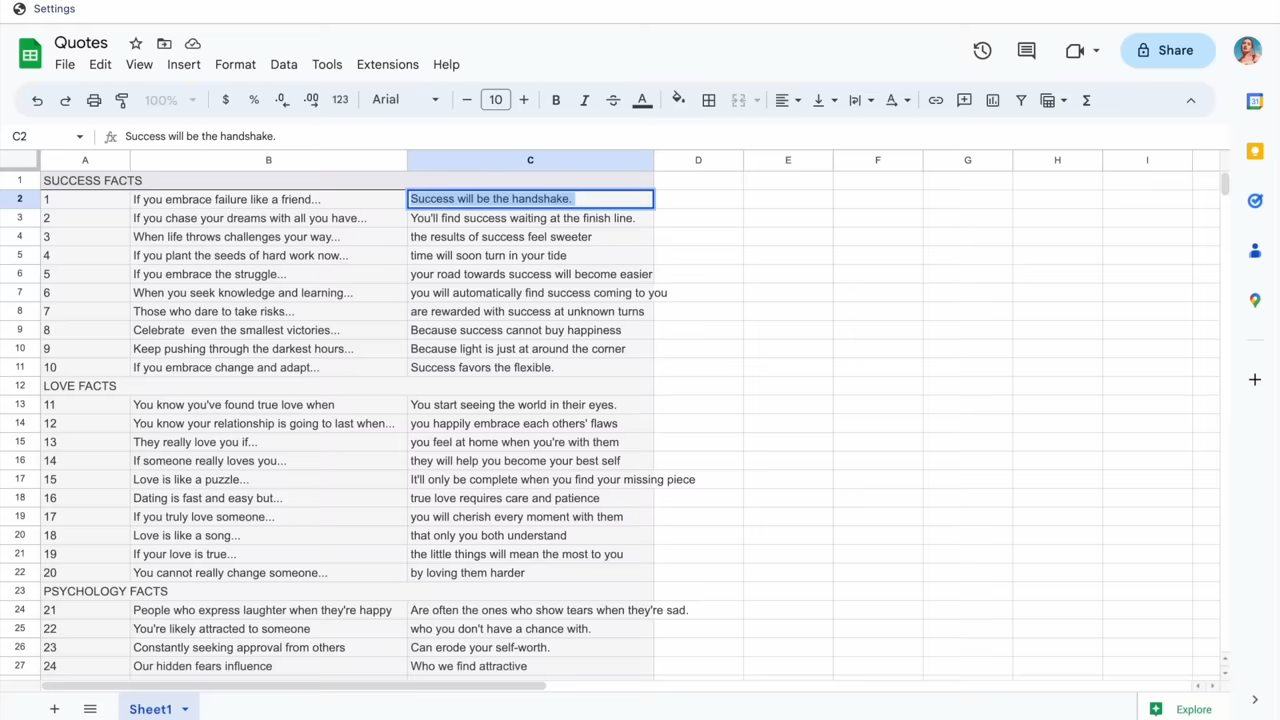 Settings
Quotes
File Edit View Insert Format Data Tools Extensions Help
Share
100% $ % .0 .00 123 Arial 10 B I S A Σ
C2 fx Success will be the handshake.
A B C D E F G H I
1 SUCCESS FACTS
2 1 If you embrace failure like a friend... Success will be the handshake.
3 2 If you chase your dreams with all you have... You'll find success waiting at the finish line.
4 3 When life throws challenges your way... the results of success feel sweeter
5 4 If you plant the seeds of hard work now... time will soon turn in your tide
6 5 If you embrace the struggle... your road towards success will become easier
7 6 When you seek knowledge and learning... you will automatically find success coming to you
8 7 Those who dare to take risks... are rewarded with success at unknown turns
9 8 Celebrate  even the smallest victories... Because success cannot buy happiness
10 9 Keep pushing through the darkest hours... Because light is just at around the corner
11 10 If you embrace change and adapt... Success favors the flexible.
12 LOVE FACTS
13 11 You know you've found true love when You start seeing the world in their eyes.
14 12 You know your relationship is going to last when... you happily embrace each others' flaws
15 13 They really love you if... you feel at home when you're with them
16 14 If someone really loves you... they will help you become your best self
17 15 Love is like a puzzle... It'll only be complete when you find your missing piece
18 16 Dating is fast and easy but... true love requires care and patience
19 17 If you truly love someone... you will cherish every moment with them
20 18 Love is like a song... that only you both understand
21 19 If your love is true... the little things will mean the most to you
22 20 You cannot really change someone... by loving them harder
23 PSYCHOLOGY FACTS
24 21 People who express laughter when they're happy Are often the ones who show tears when they're sad.
25 22 You're likely attracted to someone who you don't have a chance with.
26 23 Constantly seeking approval from others Can erode your self-worth.
27 24 Our hidden fears influence Who we find attractive
Sheet1
Explore
31